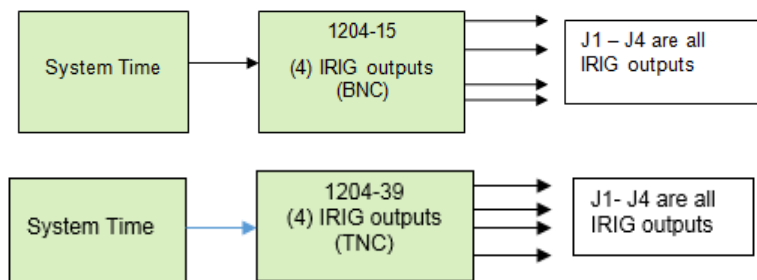 System Time
1204-15
(4) IRIG outputs
(BNC)
J1 – J4 are all
IRIG outputs
System Time
1204-39
(4) IRIG outputs
(TNC)
J1- J4 are all
IRIG outputs